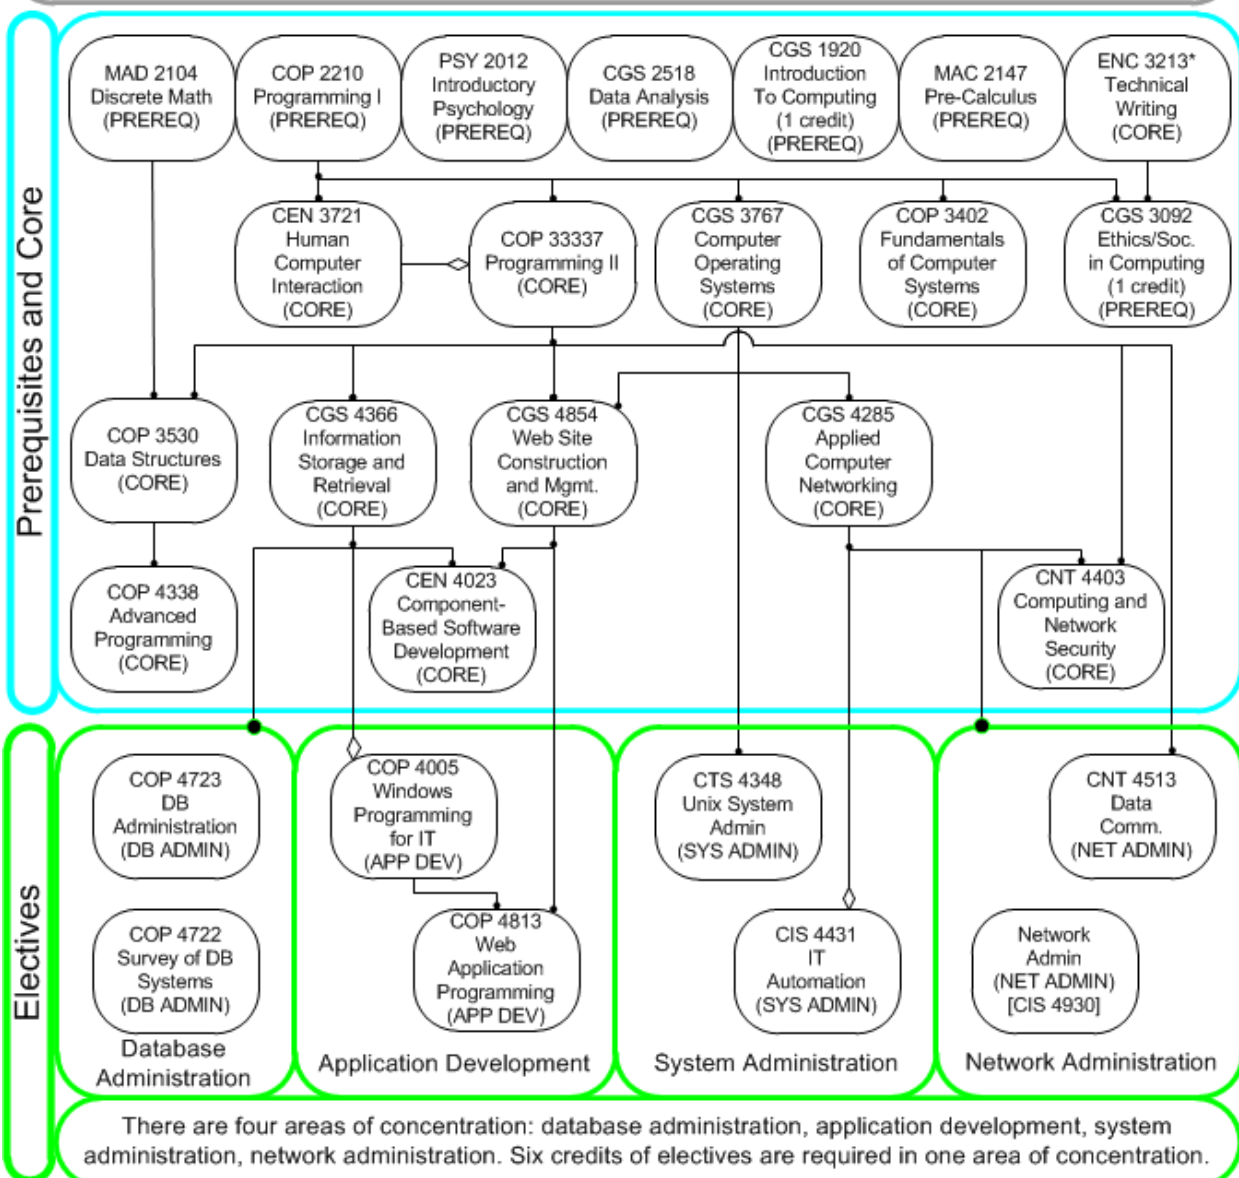 Prerequisites and Core
MAD 2104
Discrete Math
(PREREQ)
COP 2210
Programming I
(PREREQ)
PSY 2012
Introductory
Psychology
(PREREQ)
CGS 2518
Data Analysis
(PREREQ)
CGS 1920
Introduction
To Computing
(1 credit)
(PREREQ)
MAC 2147
Pre-Calculus
(PREREQ)
ENC 3213*
Technical
Writing
(CORE)
CEN 3721
Human
Computer
Interaction
(CORE)
COP 33337
Programming II
(CORE)
CGS 3767
Computer
Operating
Systems
(CORE)
COP 3402
Fundamentals
of Computer
Systems
(CORE)
CGS 3092
Ethics/Soc.
in Computing
(1 credit)
(PREREQ)
COP 3530
Data Structures
(CORE)
CGS 4366
Information
Storage and
Retrieval
(CORE)
CGS 4854
Web Site
Construction
and Mgmt.
(CORE)
CGS 4285
Applied
Computer
Networking
(CORE)
COP 4338
Advanced
Programming
(CORE)
CEN 4023
Component-
Based Software
Development
(CORE)
CNT 4403
Computing and
Network
Security
(CORE)
Electives
COP 4723
DB
Administration
(DB ADMIN)
COP 4722
Survey of DB
Systems
(DB ADMIN)
Database
Administration
COP 4005
Windows
Programming
for IT
(APP DEV)
COP 4813
Web
Application
Programming
(APP DEV)
Application Development
CTS 4348
Unix System
Admin
(SYS ADMIN)
CIS 4431
IT
Automation
(SYS ADMIN)
System Administration
CNT 4513
Data
Comm.
(NET ADMIN)
Network
Admin
(NET ADMIN)
[CIS 4930]
Network Administration
There are four areas of concentration: database administration, application development, system
administration, network administration. Six credits of electives are required in one area of concentration.